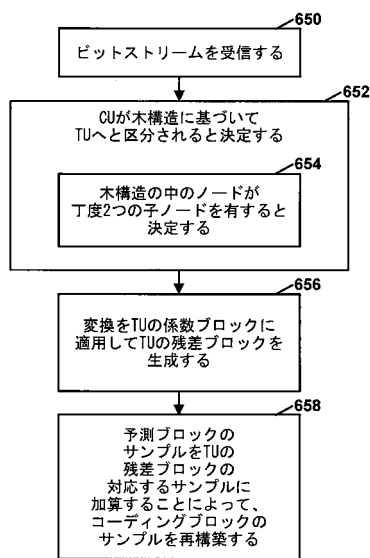 650
ビットストリームを受信する
652
CUが木構造に基づいて
TUへと区分されると決定する
654
木構造の中のノードが
丁度2つの子ノードを有すると
決定する
656
変換をTUの係数ブロックに
適用してTUの残差ブロックを
生成する
658
予測ブロックの
サンプルをTUの
残差ブロックの
対応するサンプルに
加算することによって、
コーディングブロックの
サンプルを再構築する